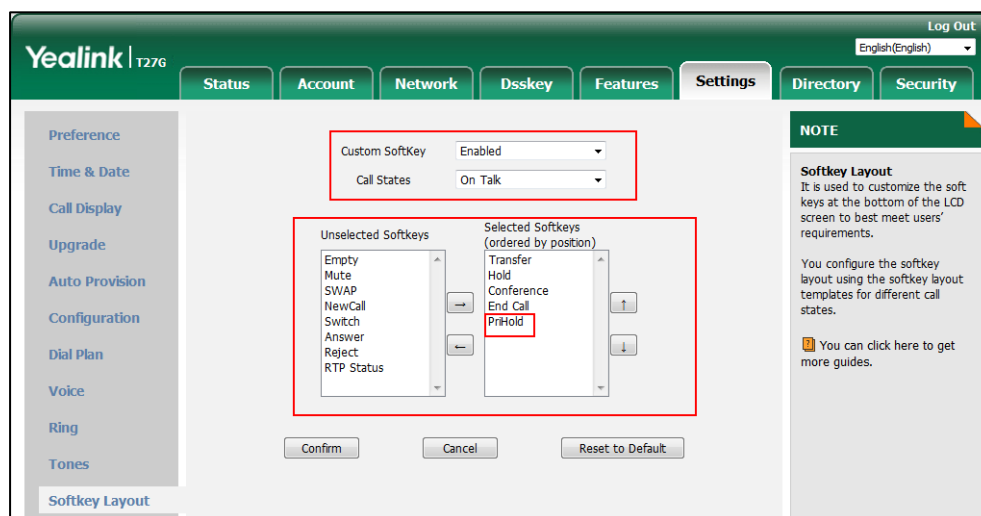 Log Out
Yealink T27G
English(English)
Status
Account
Network
Dsskey
Features
Settings
Directory
Security
Preference
Time & Date
Call Display
Upgrade
Auto Provision
Configuration
Dial Plan
Voice
Ring
Tones
Softkey Layout
Custom SoftKey
Enabled
Call States
On Talk
Unselected Softkeys
Empty
Mute
SWAP
NewCall
Switch
Answer
Reject
RTP Status
→
←
Selected Softkeys
(ordered by position)
Transfer
Hold
Conference
End Call
PriHold
↑
↓
Confirm
Cancel
Reset to Default
NOTE
Softkey Layout
It is used to customize the soft
keys at the bottom of the LCD
screen to best meet users'
requirements.
You configure the softkey
layout using the softkey layout
templates for different call
states.
? You can click here to get
more guides.